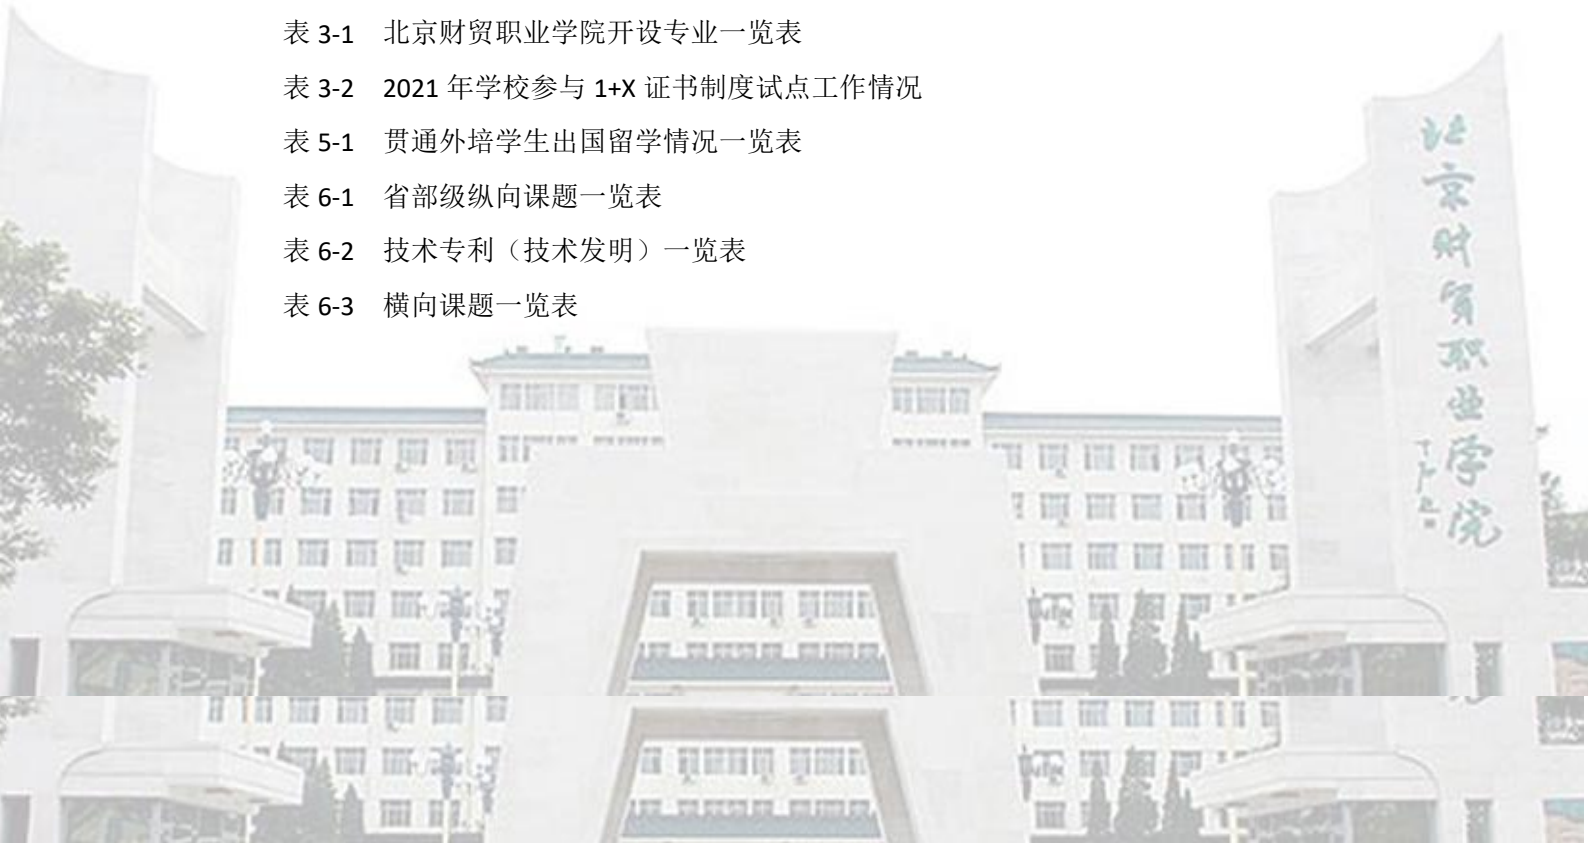 表 3-1 北京财贸职业学院开设专业一览表
表 3-2 2021 年学校参与 1+X 证书制度试点工作情况
表 5-1 贯通外培学生出国留学情况一览表
表 6-1 省部级纵向课题一览表
表 6-2 技术专利（技术发明）一览表
表 6-3 横向课题一览表
北京财贸职业学院